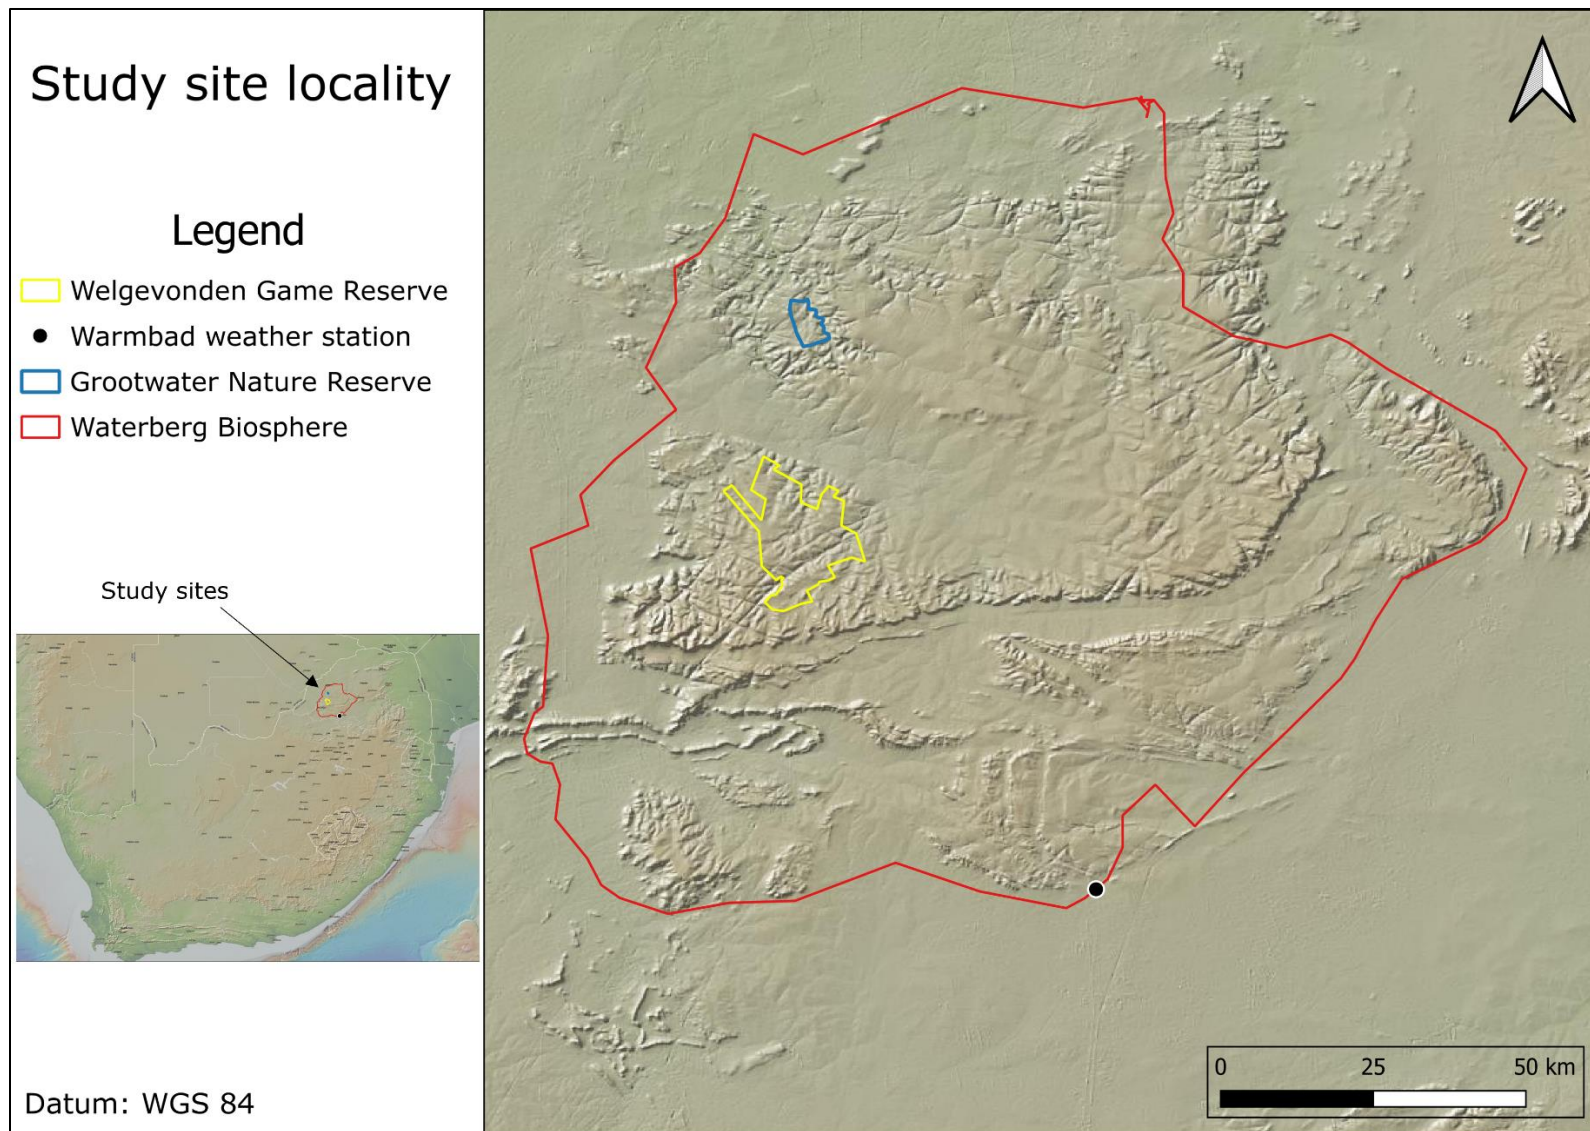 Study site locality
Legend
Welgevonden Game Reserve
Warmbad weather station
Grootwater Nature Reserve
Waterberg Biosphere
Study sites
Datum: WGS 84
0 25 50 km